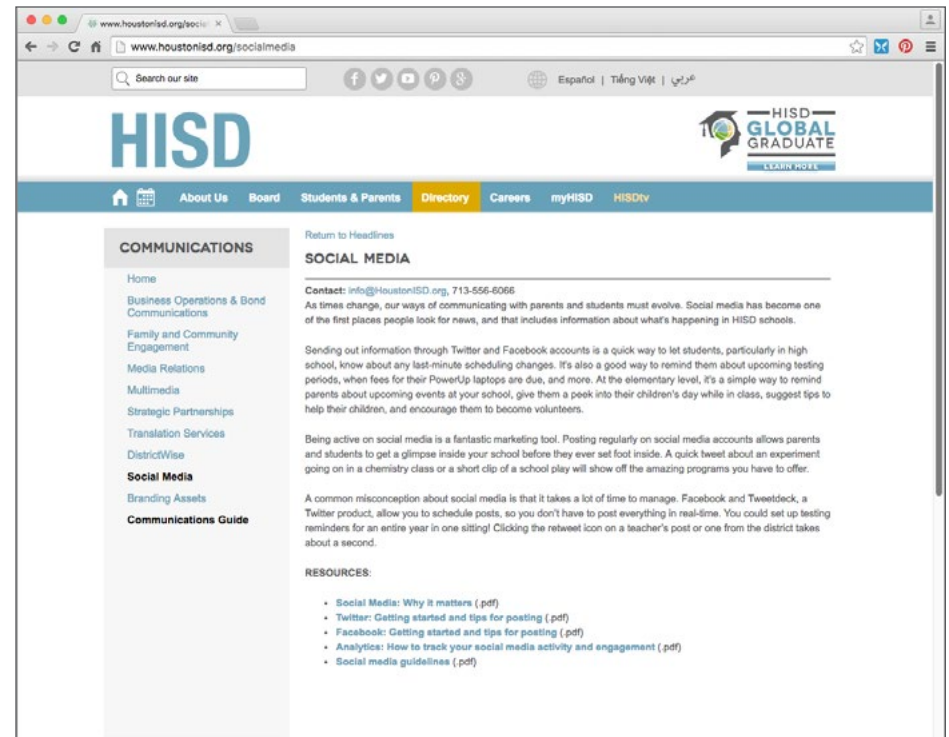 www.houstonisd.org/social
www.houstonisd.org/socialmedia
Search our site
Español | Tiếng Việt | عربي
HISD
HISD
GLOBAL
GRADUATE
LEARN MORE
About Us Board Students & Parents Directory Careers myHISD HISDtv
COMMUNICATIONS
Home
Business Operations & Bond
Communications
Family and Community
Engagement
Media Relations
Multimedia
Strategic Partnerships
Translation Services
DistrictWise
Social Media
Branding Assets
Communications Guide
Return to Headlines
SOCIAL MEDIA
Contact: info@HoustonISD.org, 713-556-6066
As times change, our ways of communicating with parents and students must evolve. Social media has become one
of the first places people look for news, and that includes information about what's happening in HISD schools.
Sending out information through Twitter and Facebook accounts is a quick way to let students, particularly in high
school, know about any last-minute scheduling changes. It's also a good way to remind them about upcoming testing
periods, when fees for their PowerUp laptops are due, and more. At the elementary level, it's a simple way to remind
parents about upcoming events at your school, give them a peek into their children's day while in class, suggest tips to
help their children, and encourage them to become volunteers.
Being active on social media is a fantastic marketing tool. Posting regularly on social media accounts allows parents
and students to get a glimpse inside your school before they ever set foot inside. A quick tweet about an experiment
going on in a chemistry class or a short clip of a school play will show off the amazing programs you have to offer.
A common misconception about social media is that it takes a lot of time to manage. Facebook and Tweetdeck, a
Twitter product, allow you to schedule posts, so you don't have to post everything in real-time. You could set up testing
reminders for an entire year in one sitting! Clicking the retweet icon on a teacher's post or one from the district takes
about a second.
RESOURCES:
• Social Media: Why it matters (.pdf)
• Twitter: Getting started and tips for posting (.pdf)
• Facebook: Getting started and tips for posting (.pdf)
• Analytics: How to track your social media activity and engagement (.pdf)
• Social media guidelines (.pdf)